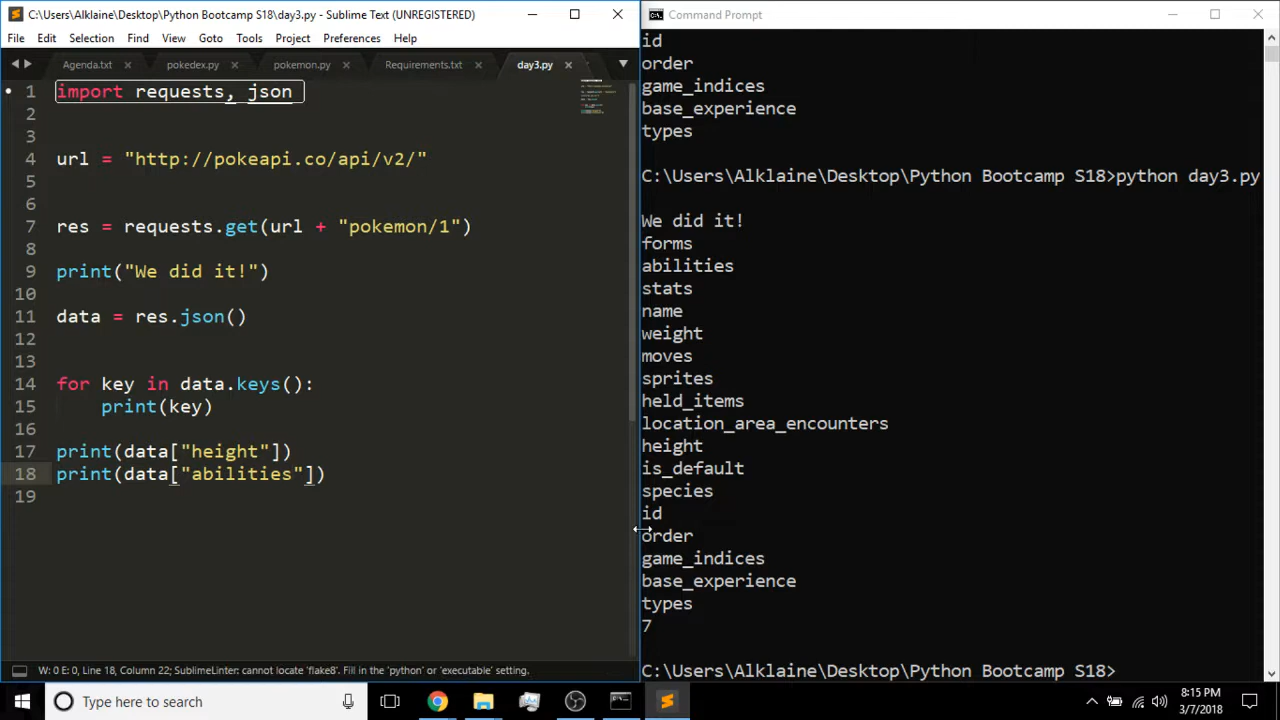 C:\Users\Alklaine\Desktop\Python Bootcamp S18\day3.py - Sublime Text (UNREGISTERED)
File Edit Selection Find View Goto Tools Project Preferences Help
Agenda.txt pokedex.py pokemon.py Requirements.txt day3.py
1 import requests, json
2
3
4 url = "http://pokeapi.co/api/v2/"
5
6
7 res = requests.get(url + "pokemon/1")
8
9 print("We did it!")
10
11 data = res.json()
12
13
14 for key in data.keys():
15 print(key)
16
17 print(data["height"])
18 print(data["abilities"])
19
W: 0 E: 0, Line 18, Column 22; SublimeLinter: cannot locate 'flake8'. Fill in the 'python' or 'executable' setting.
Command Prompt
id
order
game_indices
base_experience
types
C:\Users\Alklaine\Desktop\Python Bootcamp S18>python day3.py
We did it!
forms
abilities
stats
name
weight
moves
sprites
held_items
location_area_encounters
height
is_default
species
id
order
game_indices
base_experience
types
7
C:\Users\Alklaine\Desktop\Python Bootcamp S18>
Type here to search
8:15 PM
3/7/2018